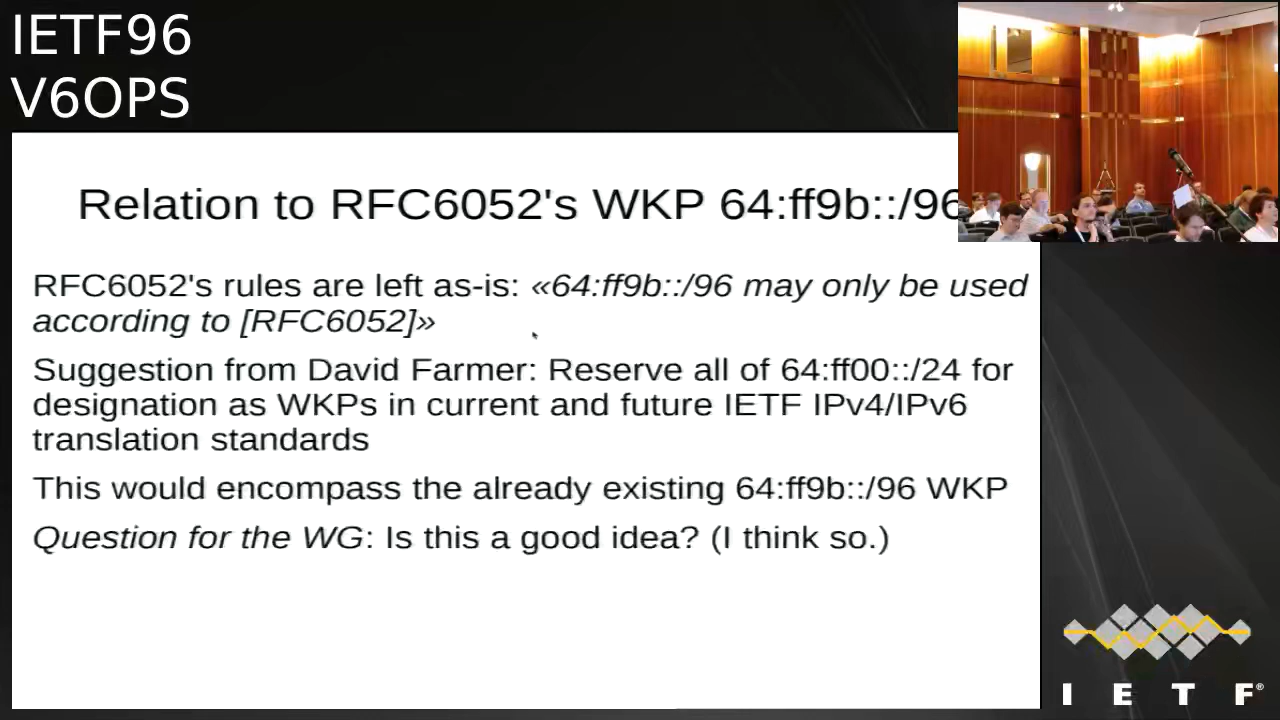 IETF96
V6OPS
Relation to RFC6052's WKP 64:ff9b::/96
RFC6052's rules are left as-is: «64:ff9b::/96 may only be used
according to [RFC6052]»
Suggestion from David Farmer: Reserve all of 64:ff00::/24 for
designation as WKPs in current and future IETF IPv4/IPv6
translation standards
This would encompass the already existing 64:ff9b::/96 WKP
Question for the WG: Is this a good idea? (I think so.)
I E T F®